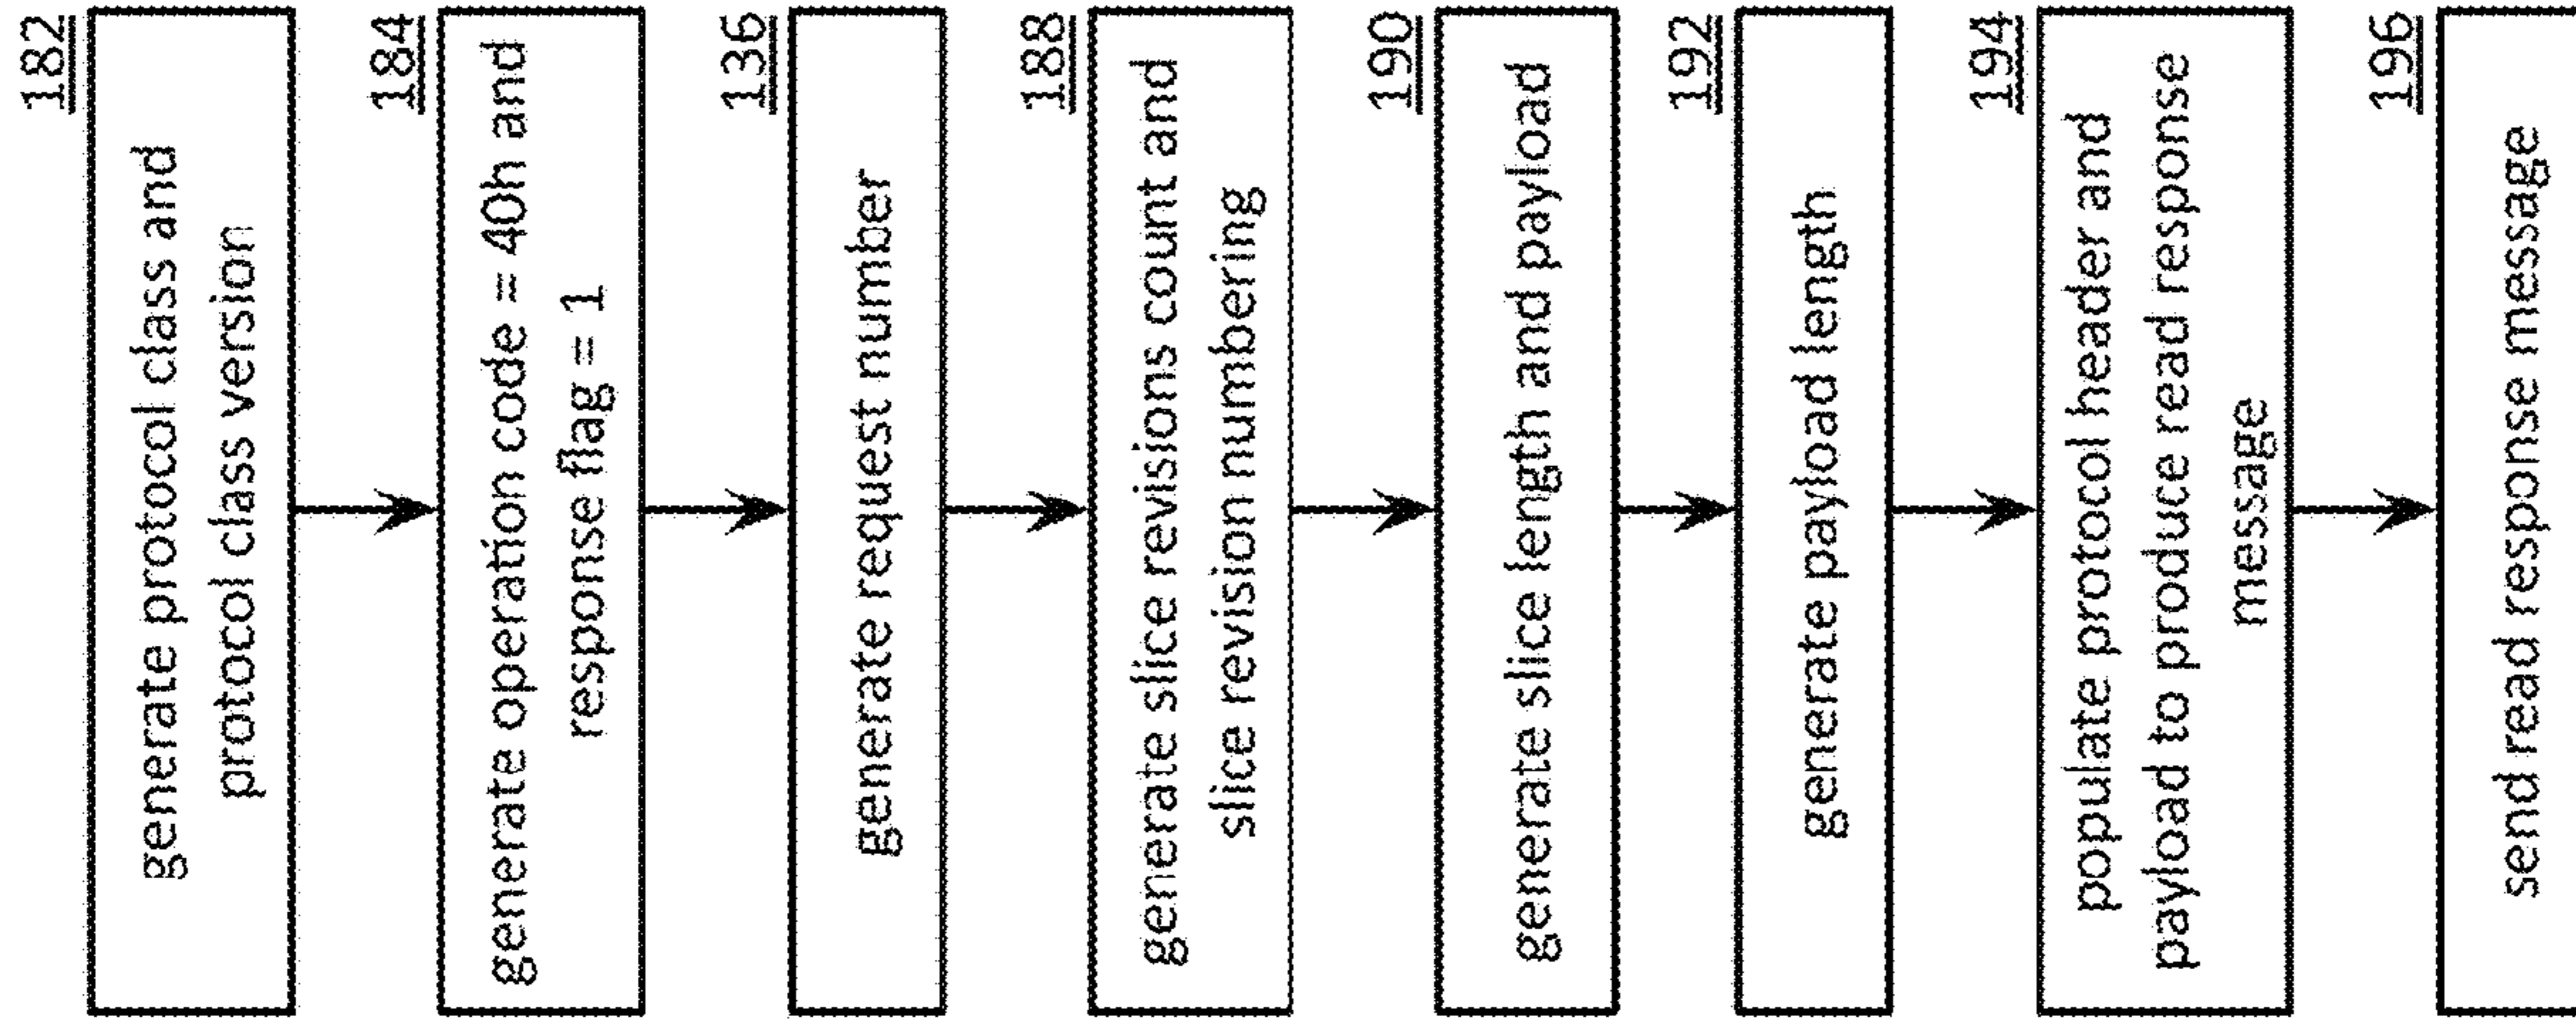 182
generate protocol class and
protocol class version
184
generate operation code = 40h and
response flag = 1
136
generate request number
188
generate slice revisions count and
slice revision numbering
190
generate slice length and payload
192
generate payload length
194
populate protocol header and
payload to produce read response
message
196
send read response message